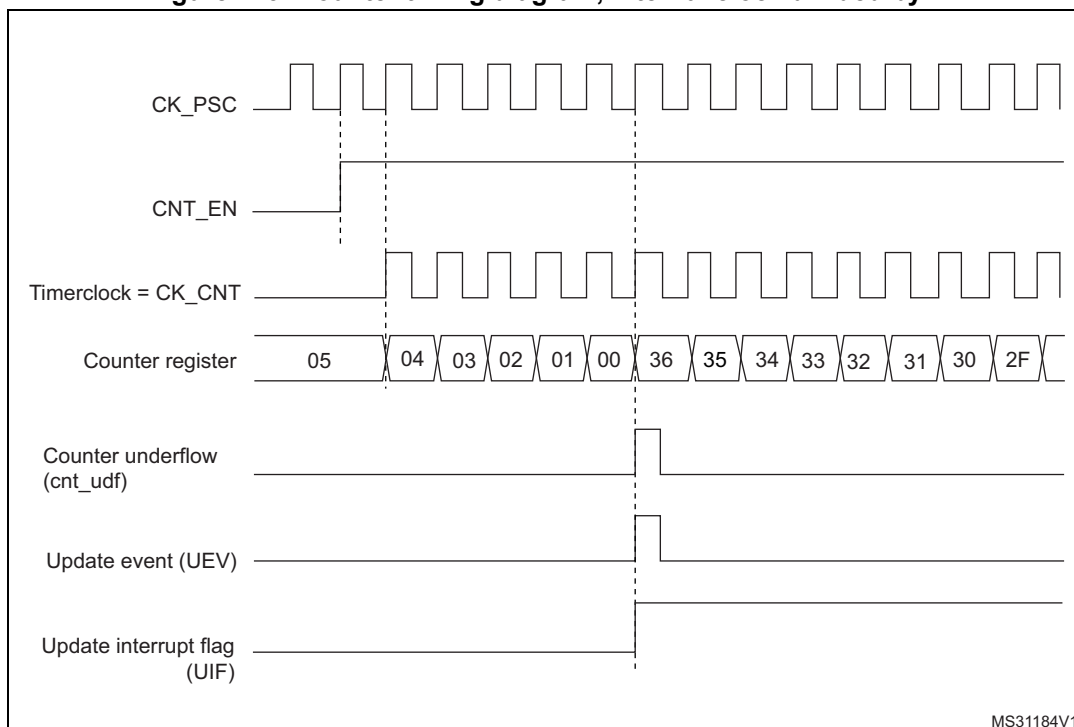 CK_PSC
CNT_EN
Timerclock = CK_CNT
Counter register 05 04 03 02 01 00 36 35 34 33 32 31 30 2F
Counter underflow
(cnt_udf)
Update event (UEV)
Update interrupt flag
(UIF)
MS31184V1